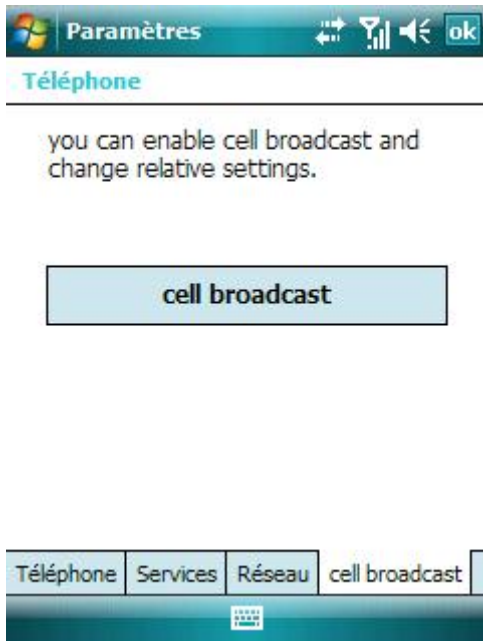 Paramètres ok
Téléphone
you can enable cell broadcast and
change relative settings.
cell broadcast
Téléphone Services Réseau cell broadcast